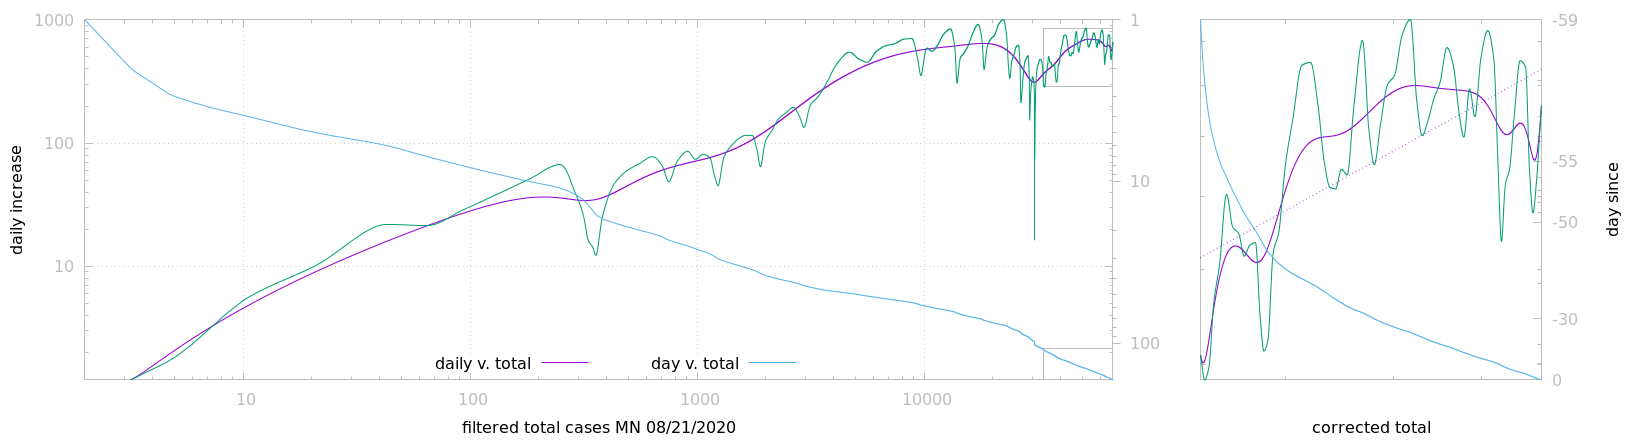 1000
100
10
daily increase
daily v. total
day v. total
10
100
1000
10000
filtered total cases MN 08/21/2020
1
10
100
-59
-55
-50
-30
0
day since
corrected total